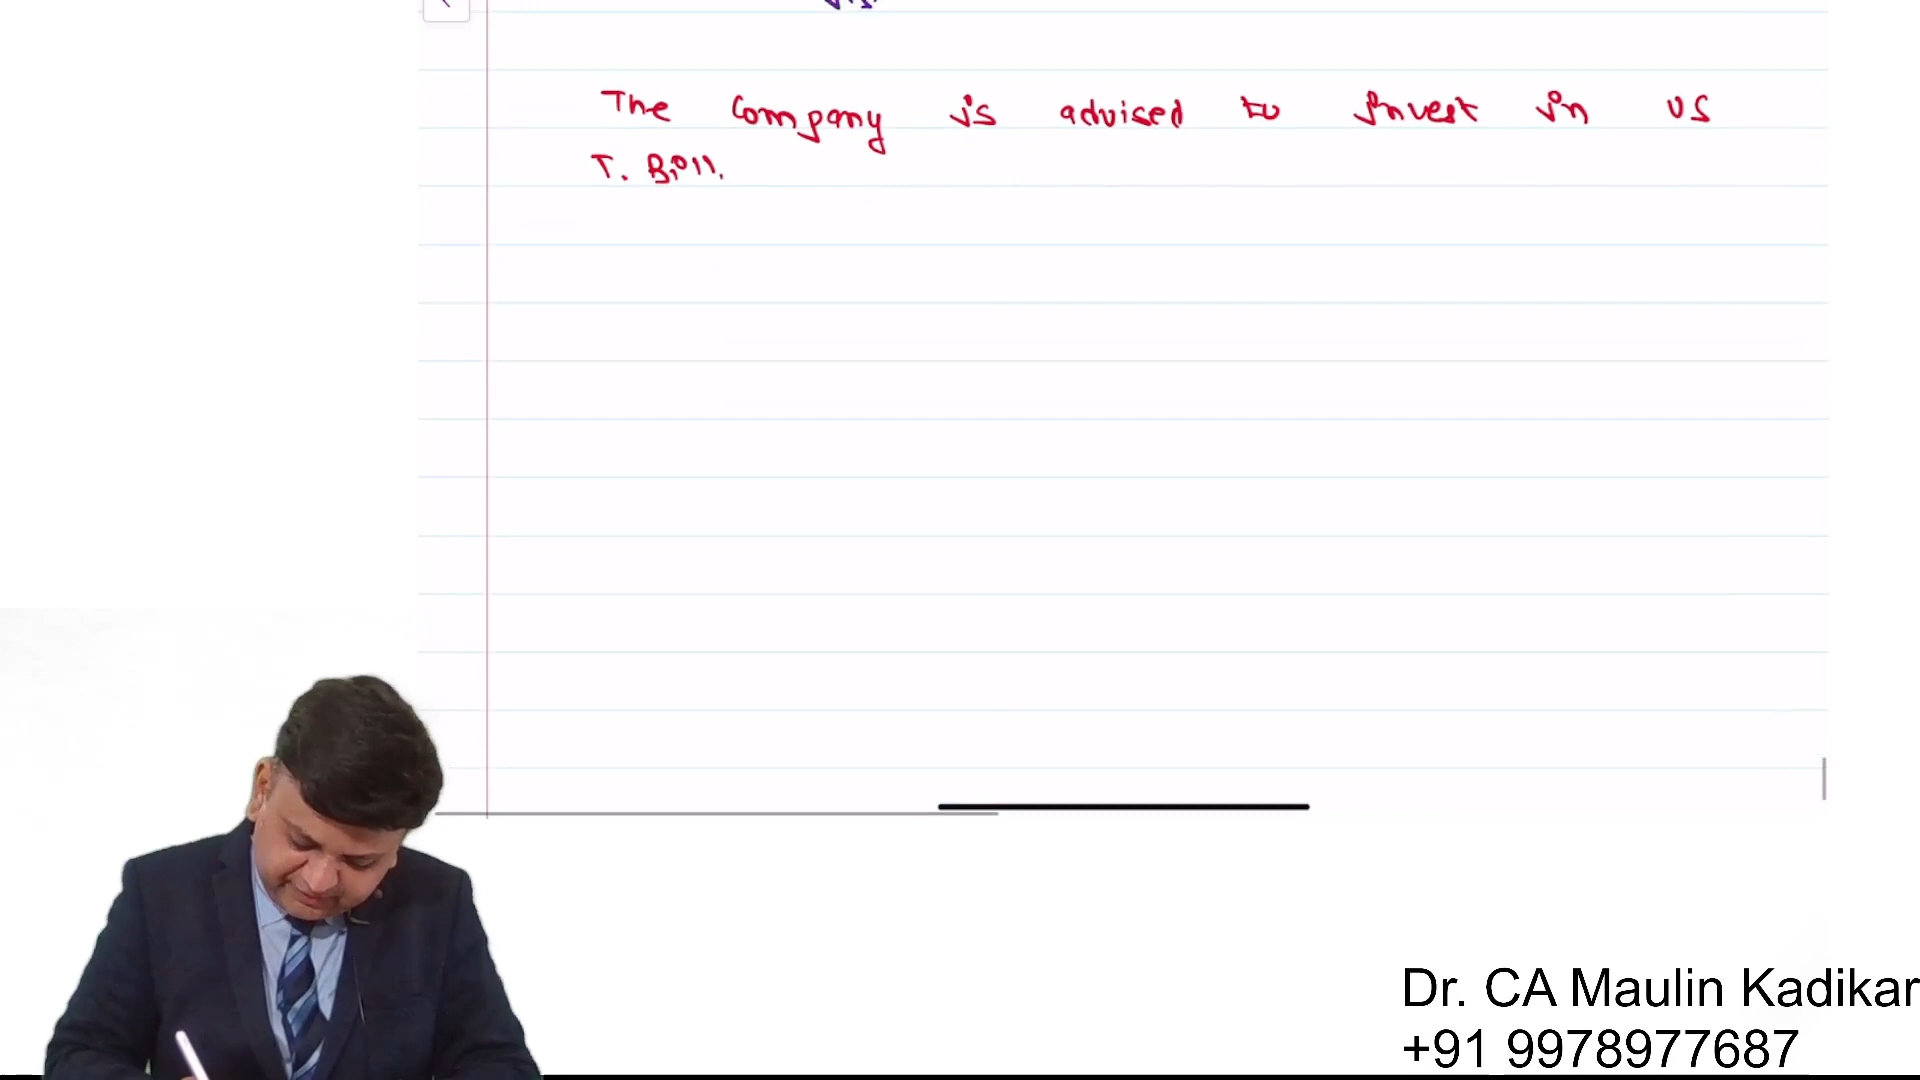 The Company is advised to invest in US
T. Bill.
Dr. CA Maulin Kadikar
+91 9978977687